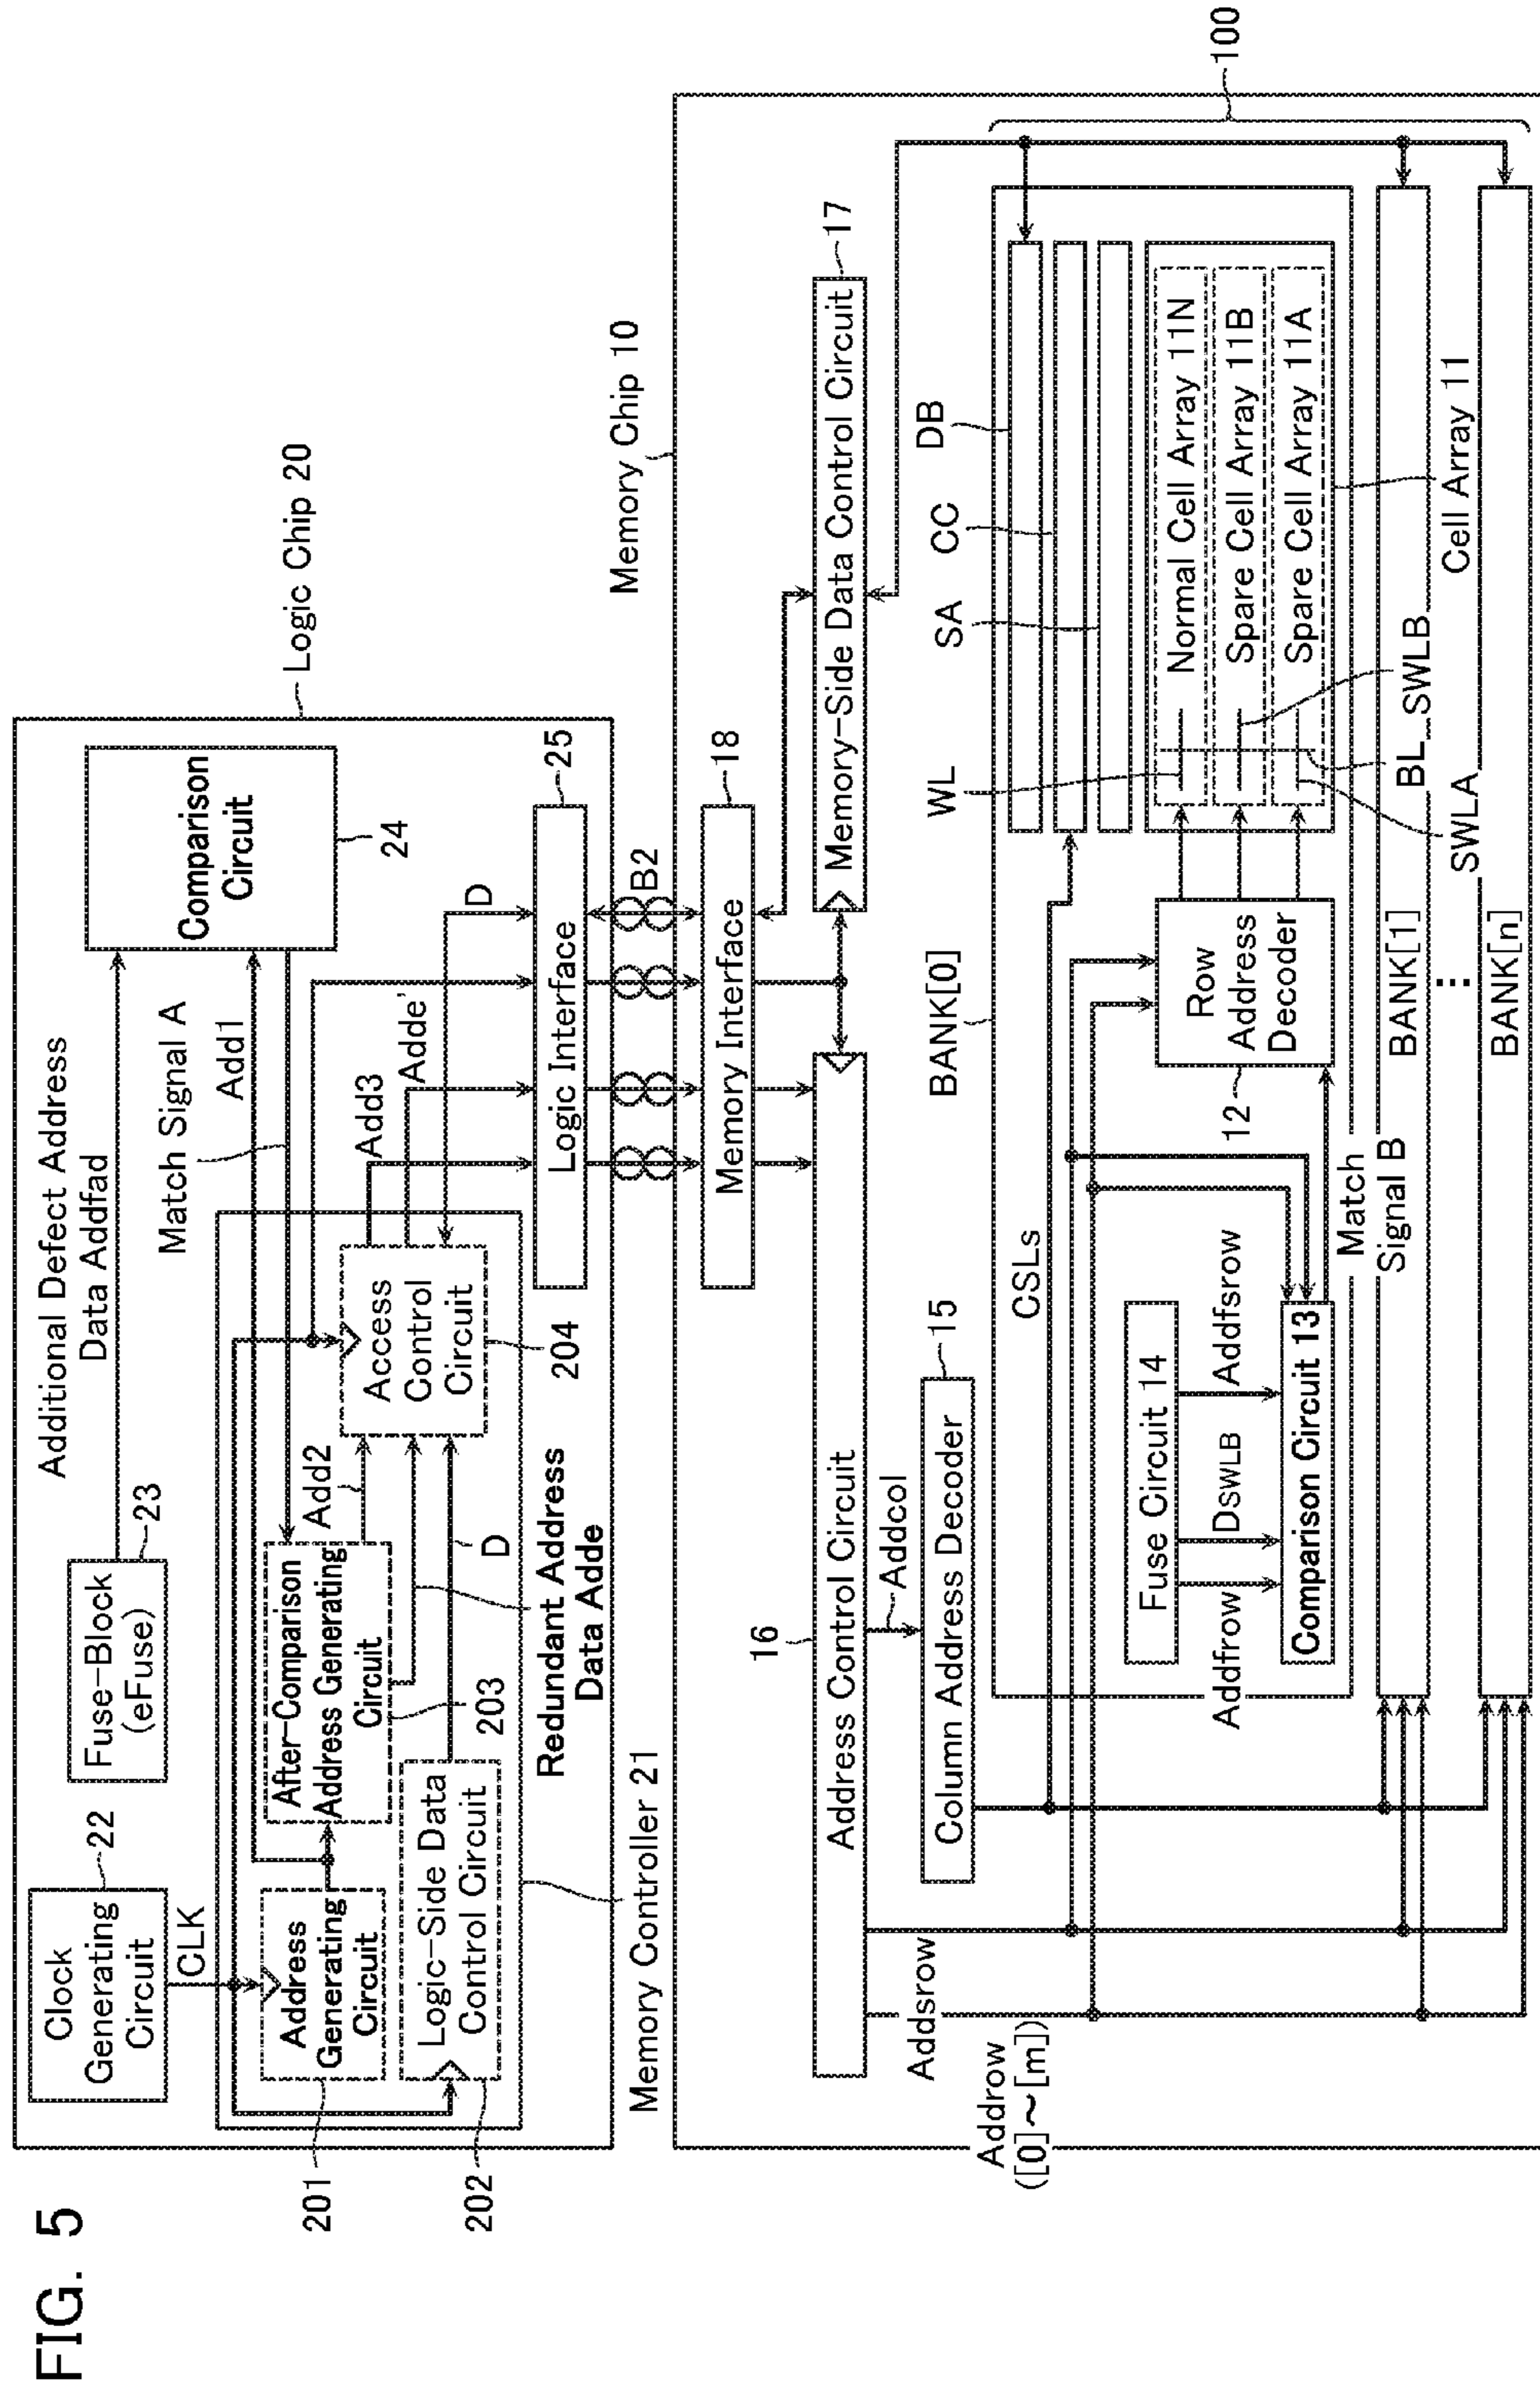 FIG. 5
Logic Chip 20
Clock
Generating
Circuit
22
CLK
Fuse-Block
(eFuse)
23
Additional Defect Address
Data Addfad
Comparison
Circuit
24
Match Signal A
Add1
201
Address
Generating
Circuit
After-Comparison
Address Generating
Circuit
203
Add2
Access
Control
Circuit
204
Add3
Adde'
D
202
Logic-Side Data
Control Circuit
D
Redundant Address
Data Adde
Logic Interface
25
Memory Controller 21
B2
Memory Chip 10
Memory Interface
18
16
Address Control Circuit
Memory-Side Data Control Circuit
17
Addcol
Column Address Decoder
15
Addsrow
Addrow
([0]~[m])
BANK[0]
WL
SA
CC
DB
100
CSLs
Fuse Circuit 14
Addfrow
DSWLB
Addfsrow
Comparison Circuit 13
Match
Signal B
12
Row
Address
Decoder
Normal Cell Array 11N
Spare Cell Array 11B
Spare Cell Array 11A
BL
SWLB
SWLA
Cell Array 11
BANK[1]
⋮
BANK[n]